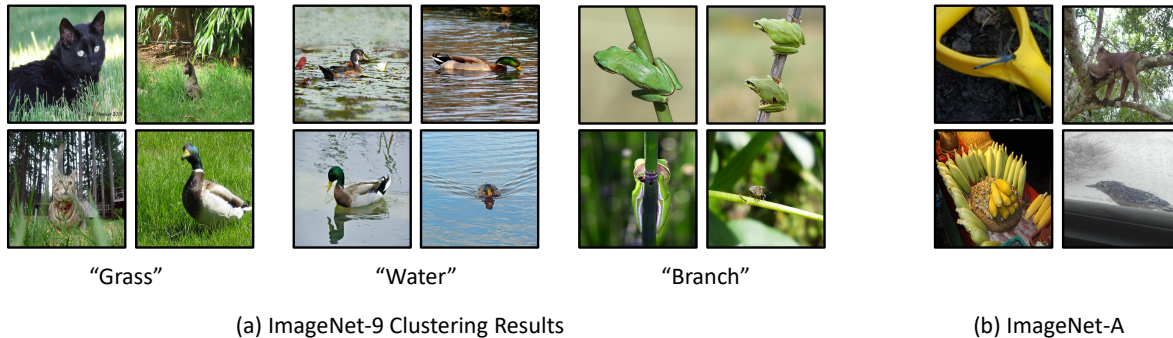 "Grass"
"Water"
"Branch"
(a) ImageNet-9 Clustering Results
(b) ImageNet-A